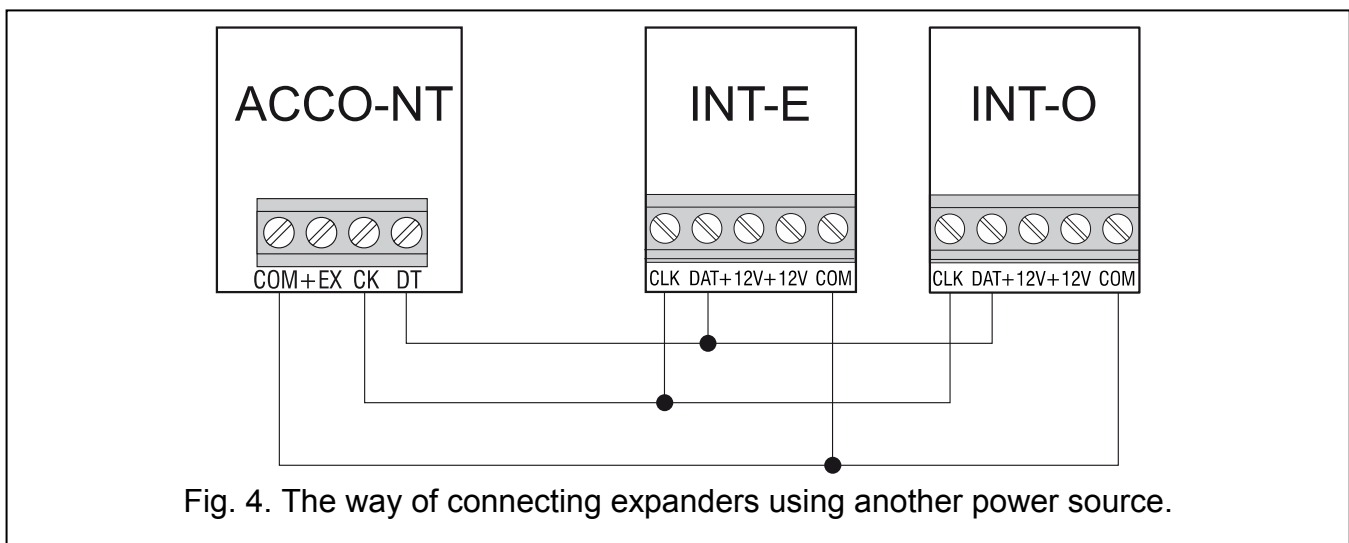 ACCO-NT INT-E INT-O
COM +EX CK DT
CLK DAT +12V +12V COM
CLK DAT +12V +12V COM
Fig. 4. The way of connecting expanders using another power source.